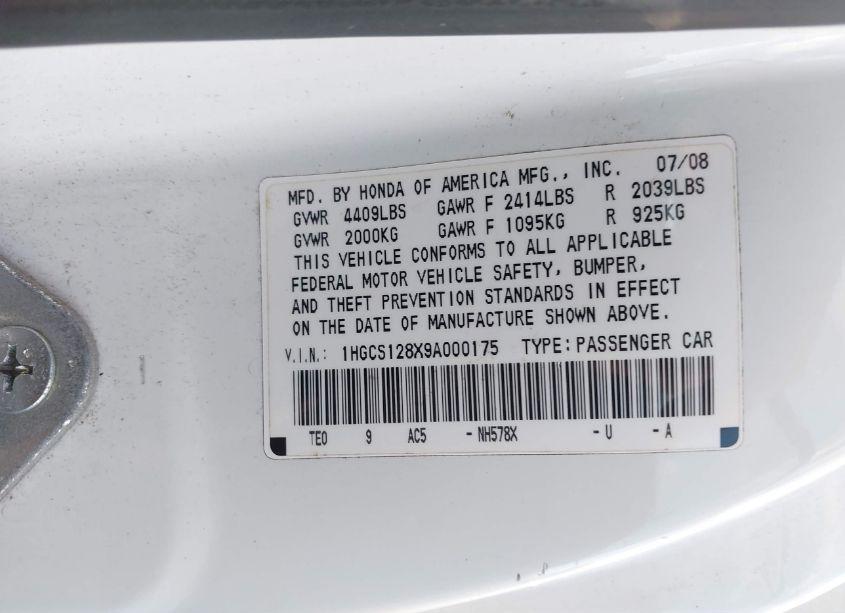 MFD. BY HONDA OF AMERICA MFG., INC. 07/08
GVWR 4409LBS GAWR F 2414LBS R 2039LBS
GVWR 2000KG GAWR F 1095KG R 925KG
THIS VEHICLE CONFORMS TO ALL APPLICABLE
FEDERAL MOTOR VEHICLE SAFETY, BUMPER,
AND THEFT PREVENTION STANDARDS IN EFFECT
ON THE DATE OF MANUFACTURE SHOWN ABOVE.
V.I.N.: 1HGCS128X9A000175 TYPE:PASSENGER CAR
TE0 9 AC5 -NH578X -U -A